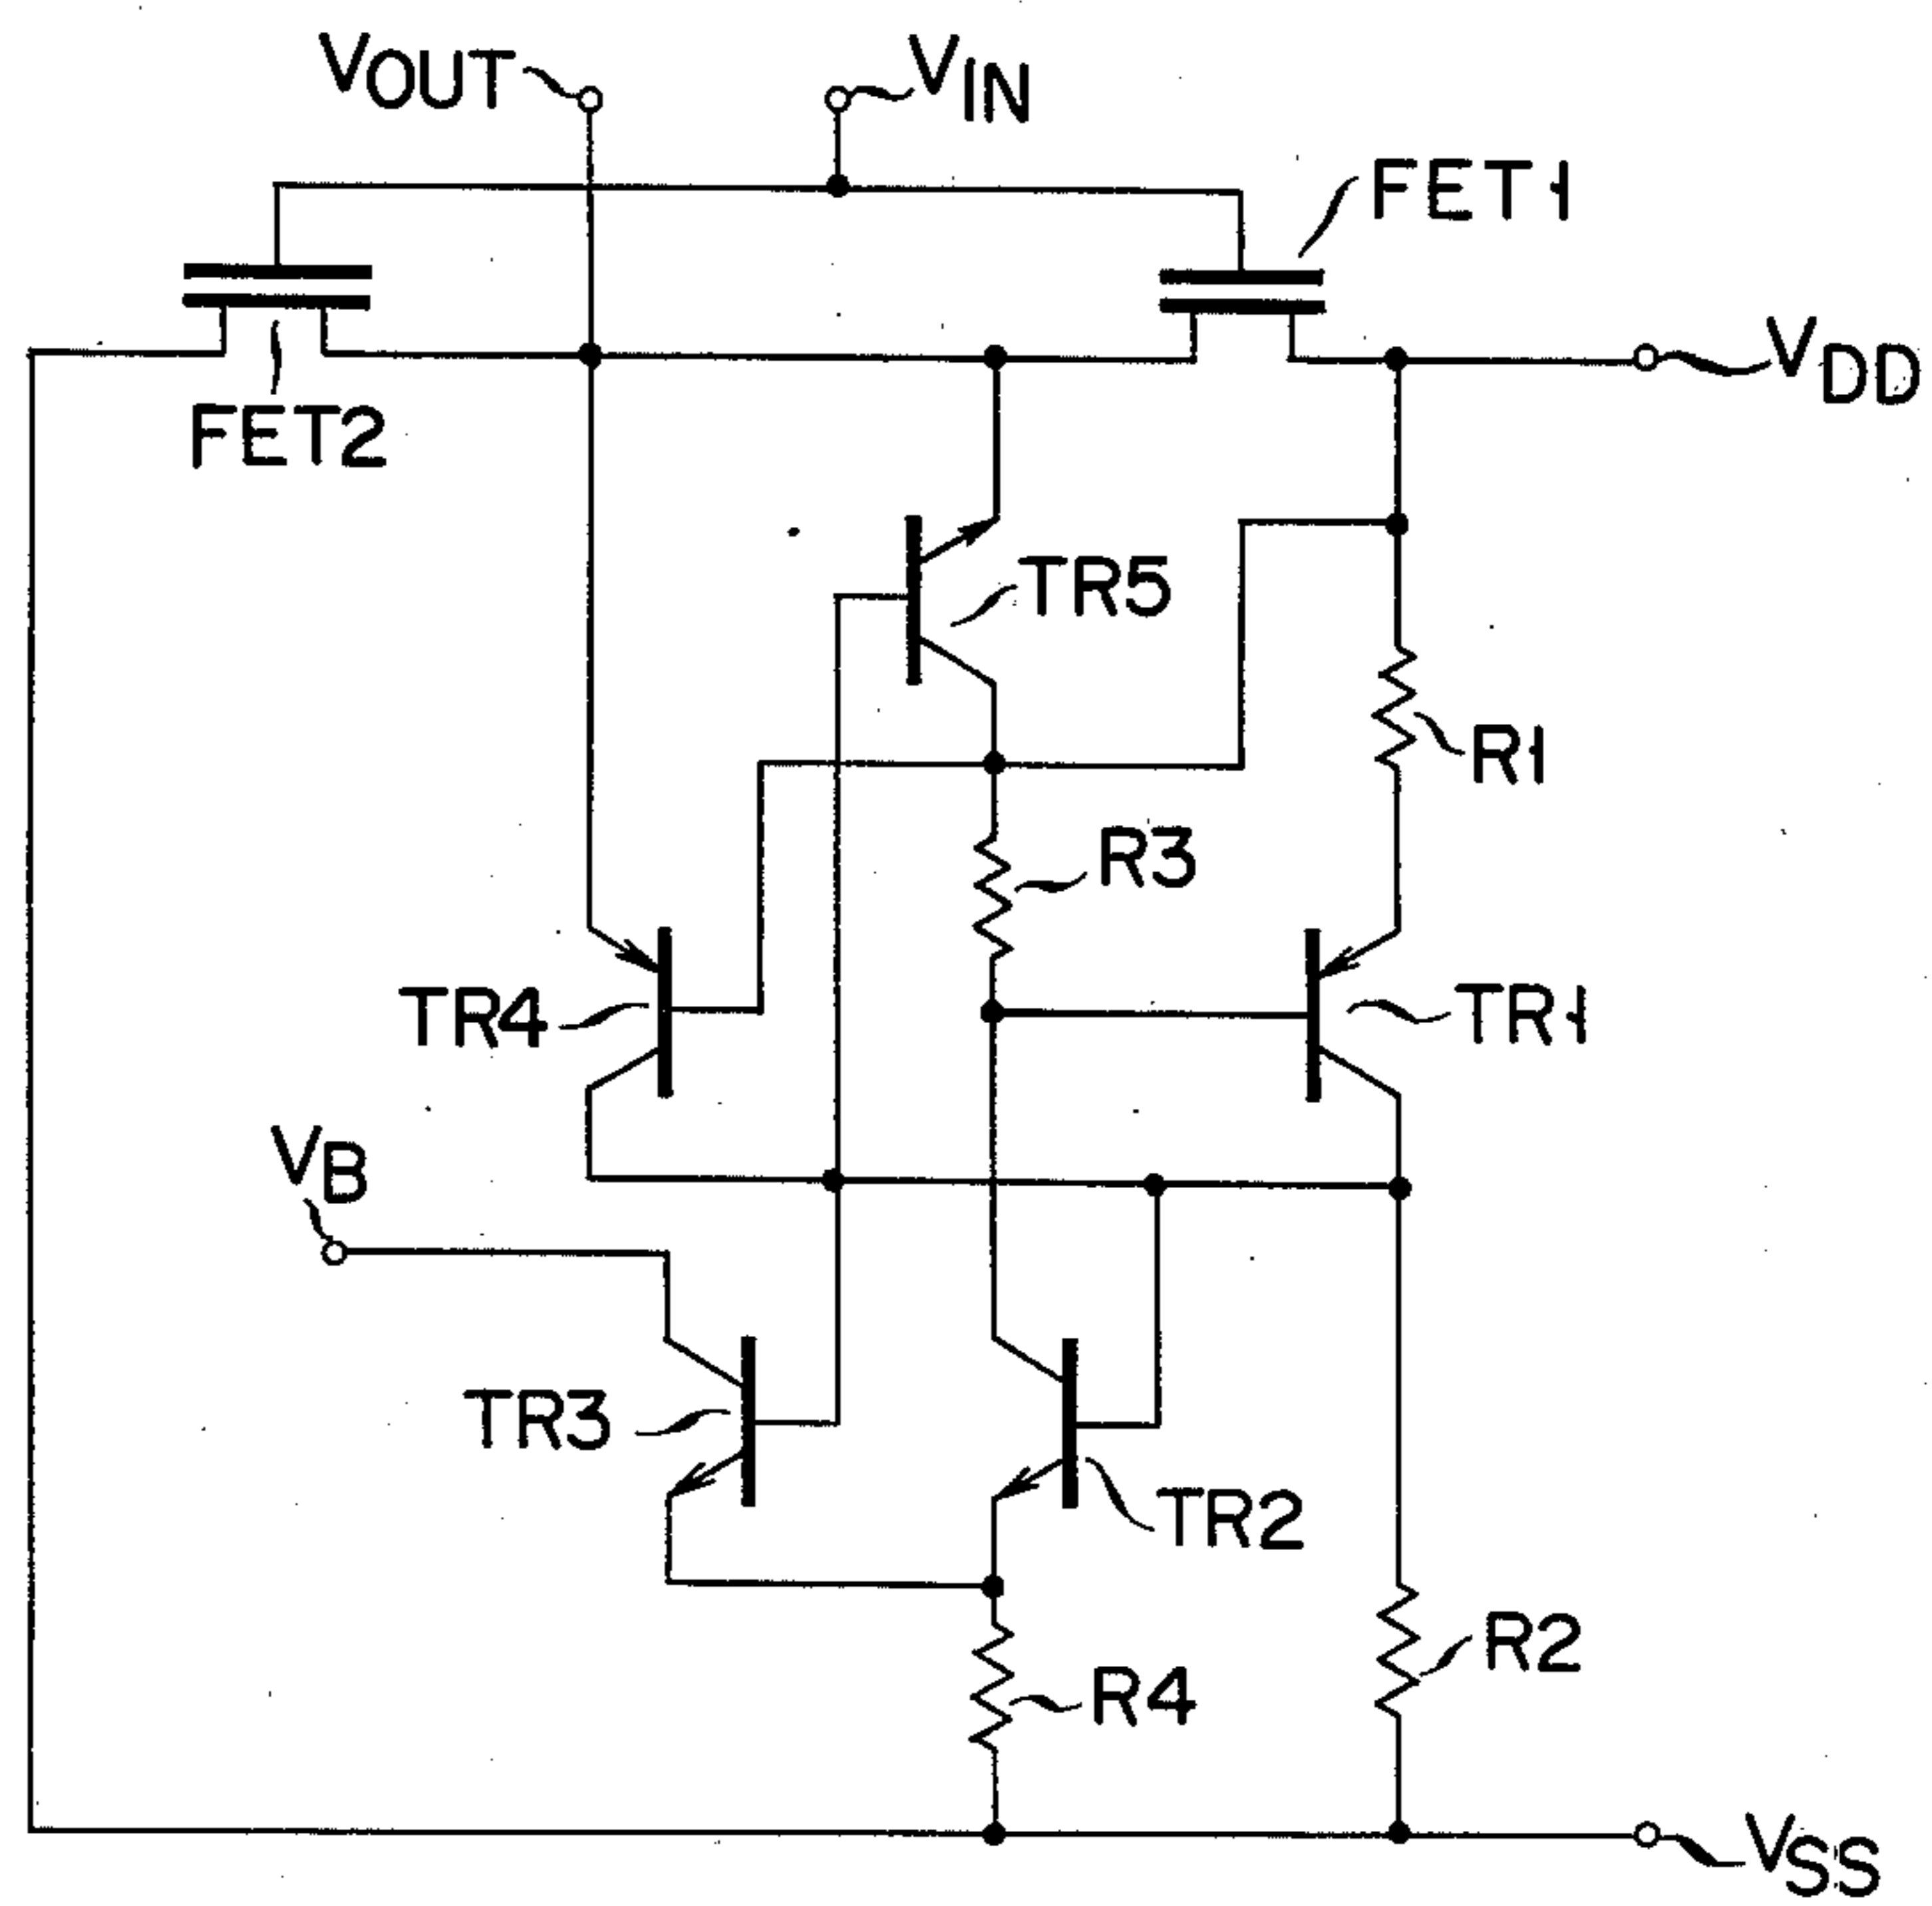 VOUT
VIN
FET1
VDD
FET2
TR5
R1
R3
TR4
TR1
VB
TR3
TR2
R2
R4
VSS